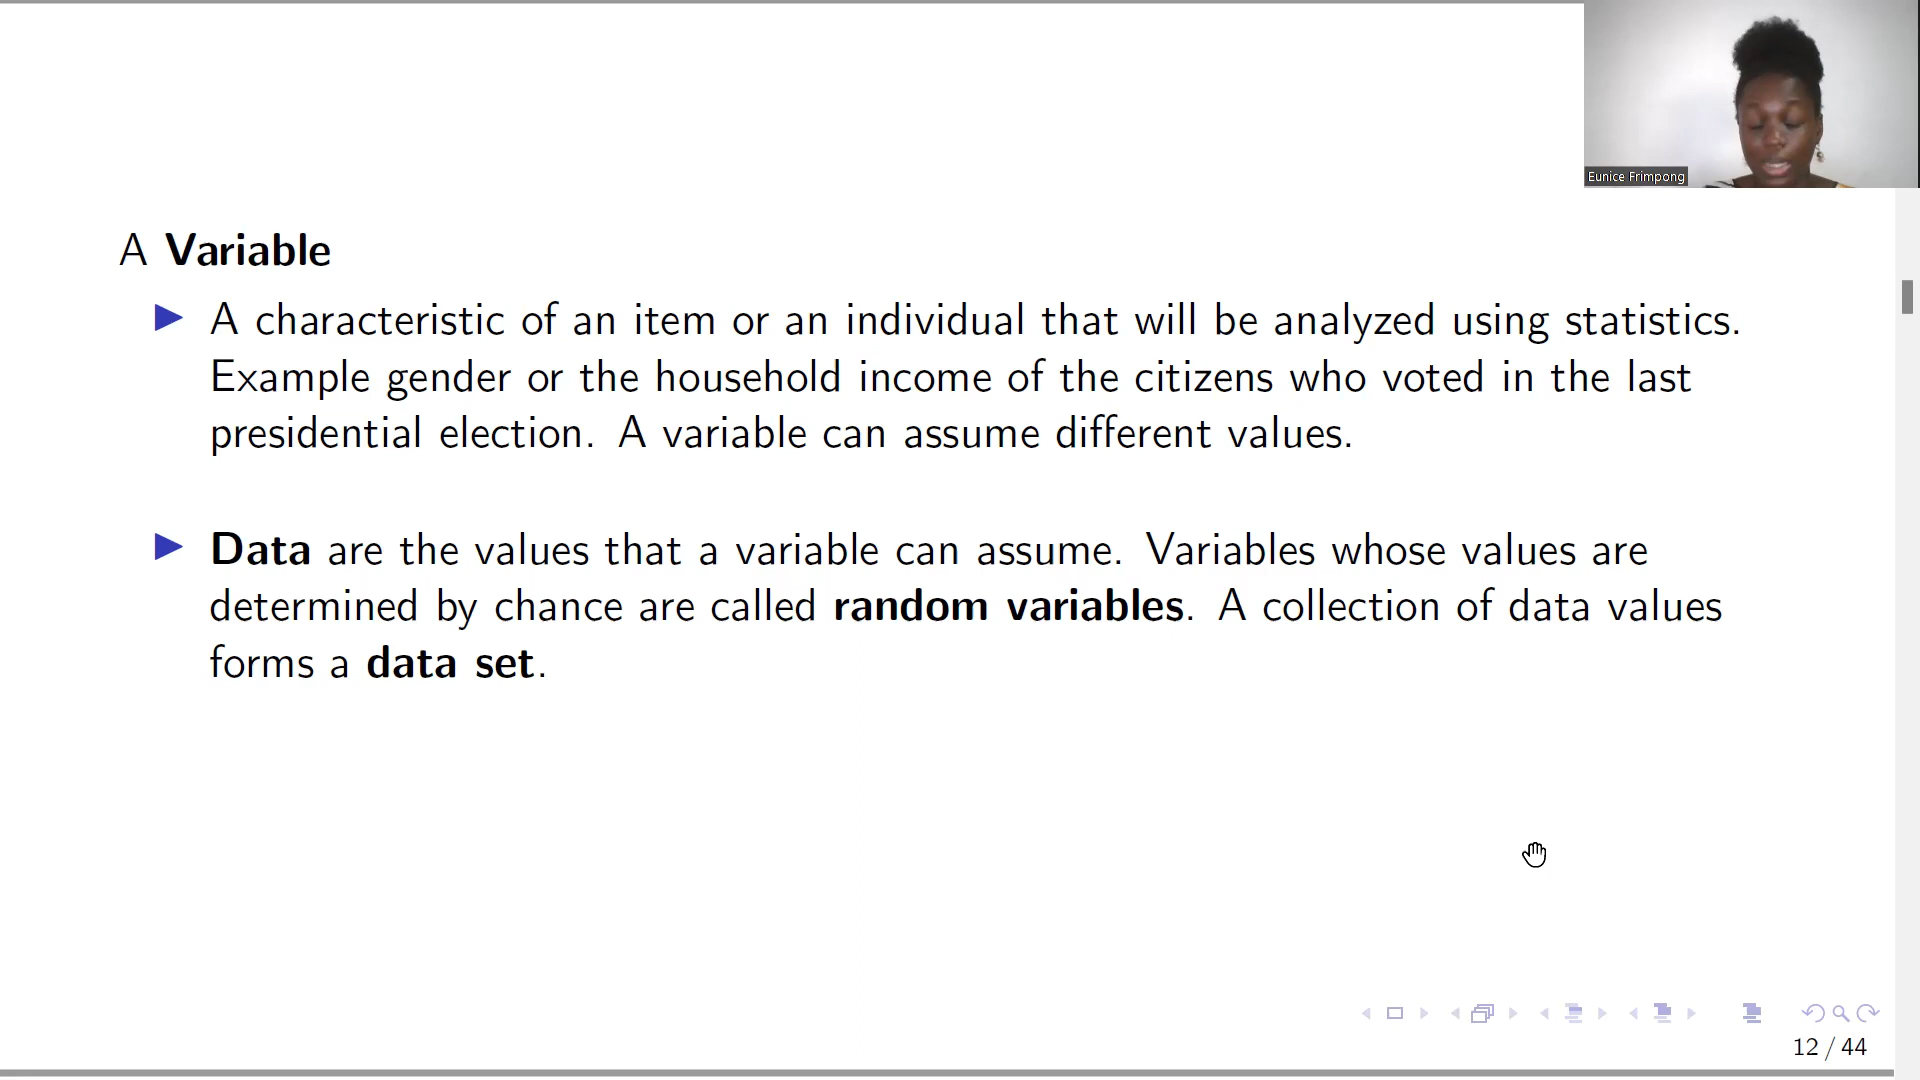 Eunice Frimpong
A Variable
A characteristic of an item or an individual that will be analyzed using statistics.
Example gender or the household income of the citizens who voted in the last
presidential election. A variable can assume different values.
Data are the values that a variable can assume. Variables whose values are
determined by chance are called random variables. A collection of data values
forms a data set.
12 / 44